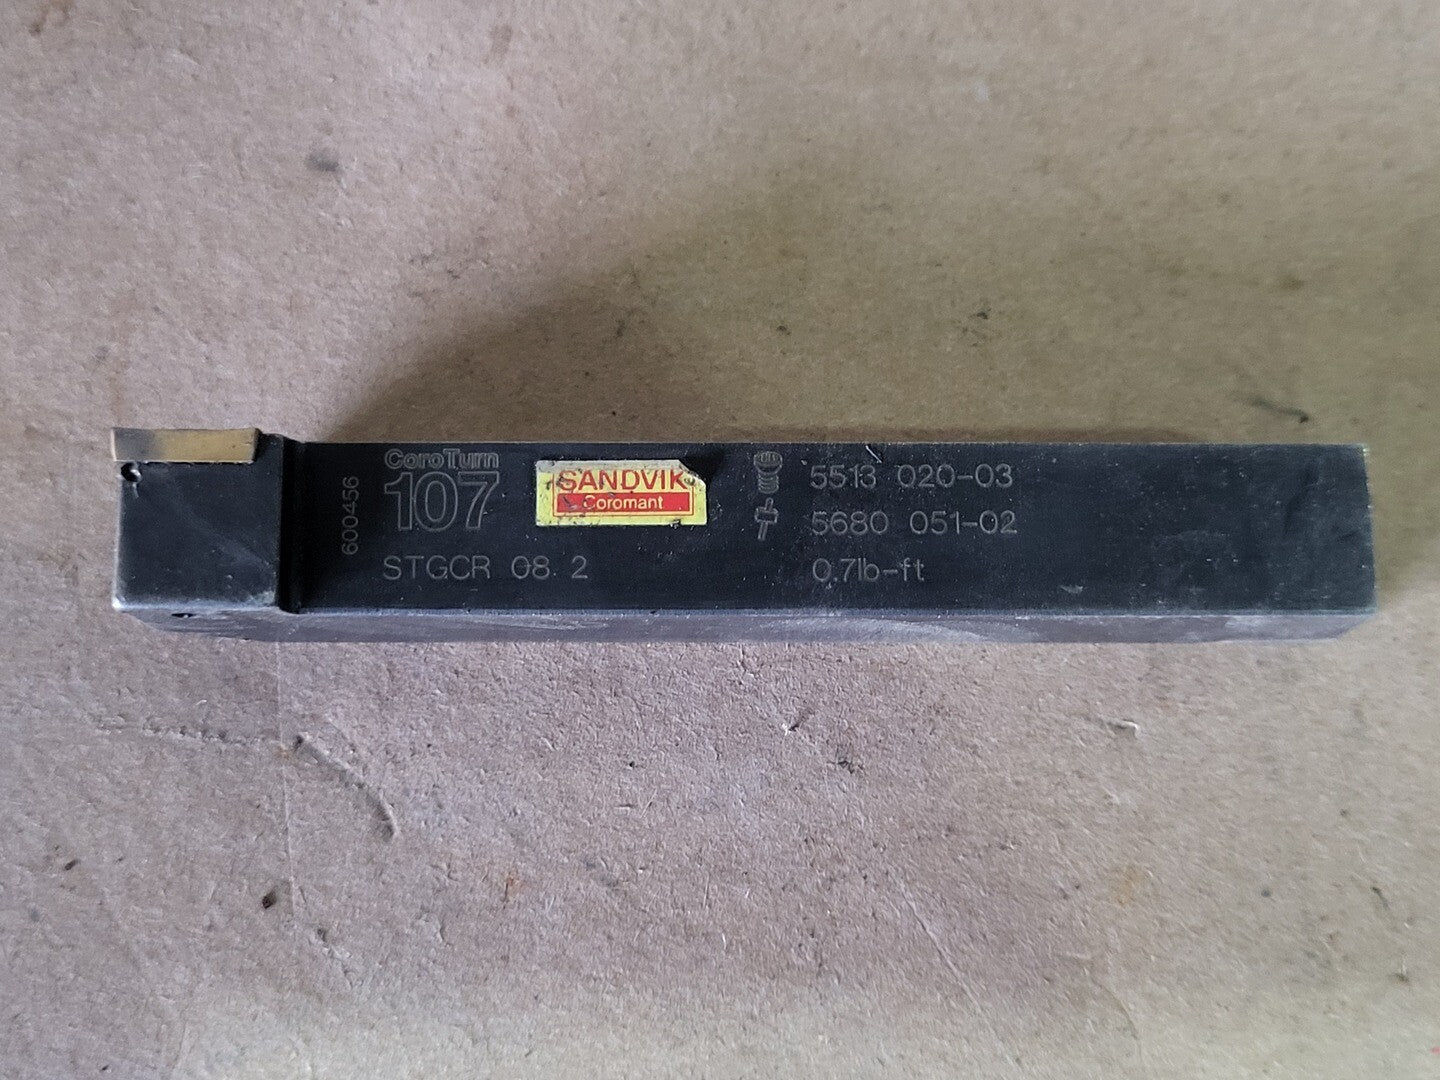 600456
CoroTurn
107
STGCR 08 2
SANDVIK
Coromant
5513 020-03
5680 051-02
0.7lb-ft